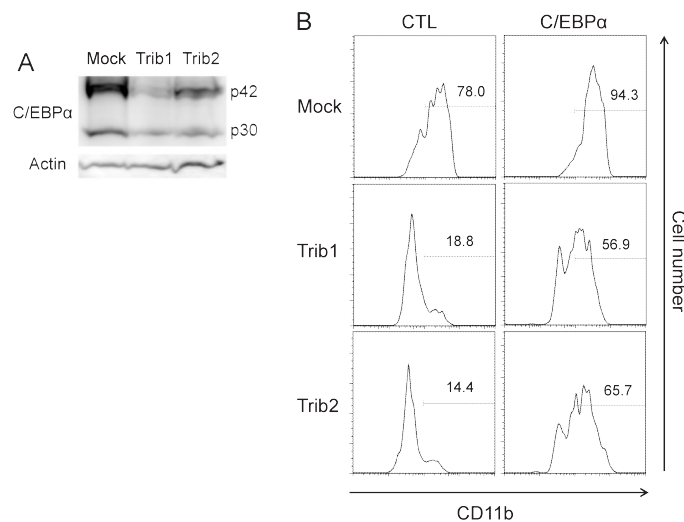 A
Mock Trib1 Trib2
C/EBPα
p42
p30
Actin
B
CTL C/EBPα
Mock
78.0
94.3
Trib1
18.8
56.9
Trib2
14.4
65.7
Cell number
CD11b